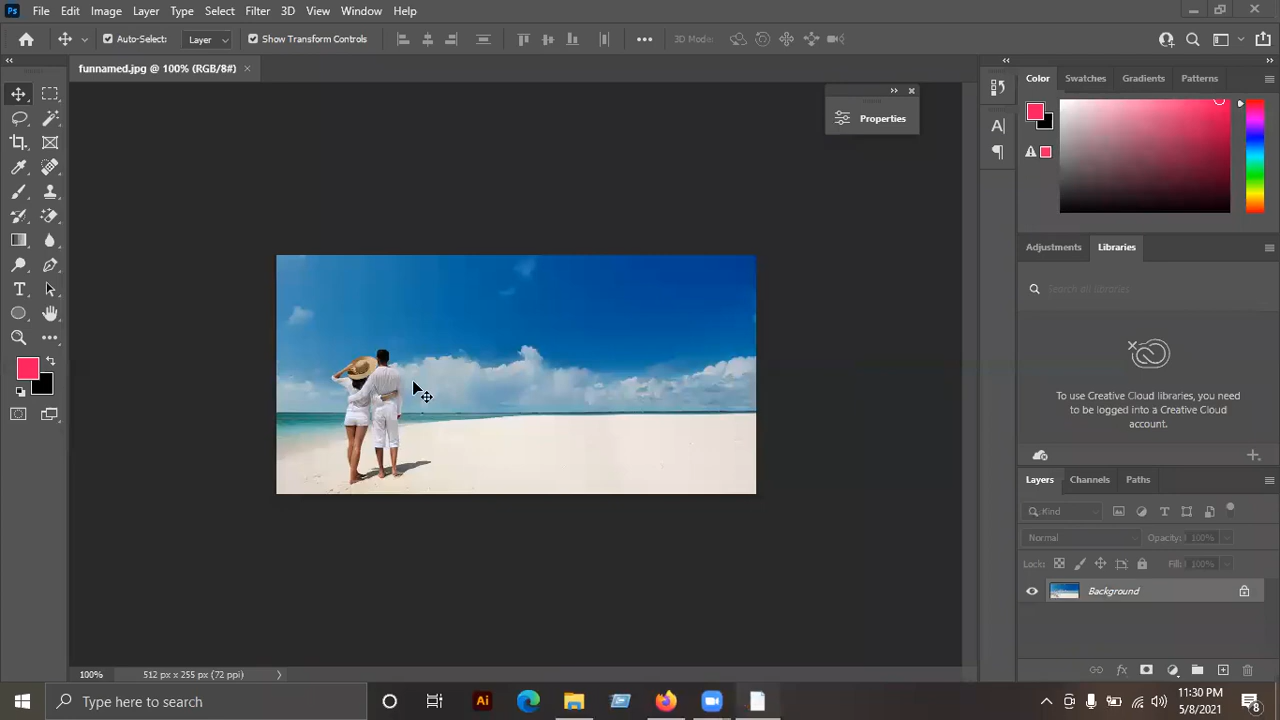 Ps File Edit Image Layer Type Select Filter 3D View Window Help
Auto-Select: Layer Show Transform Controls ••• 3D Mode:
funnamed.jpg @ 100% (RGB/8#) ×
Properties
Color Swatches Gradients Patterns
Adjustments Libraries
Search all libraries
To use Creative Cloud libraries, you need
to be logged into a Creative Cloud
account.
Layers Channels Paths
Kind
Normal Opacity: 100%
Lock: Fill: 100%
Background
100% 512 px x 255 px (72 ppi)
Type here to search
Ai
11:30 PM
5/8/2021
8